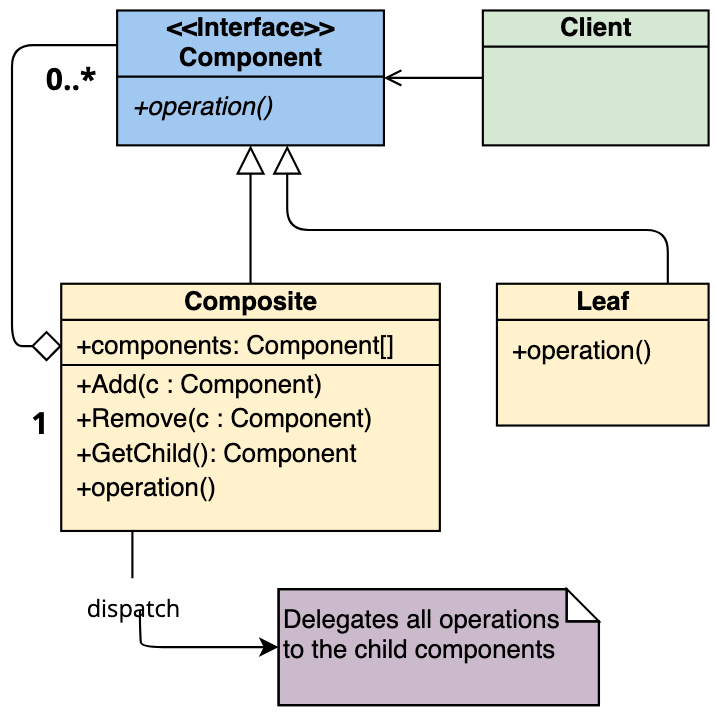 <<Interface>>
Component
+operation()
Client
0..*
Composite
+components: Component[]
+Add(c : Component)
+Remove(c : Component)
+GetChild(): Component
+operation()
1
Leaf
+operation()
dispatch
Delegates all operations
to the child components